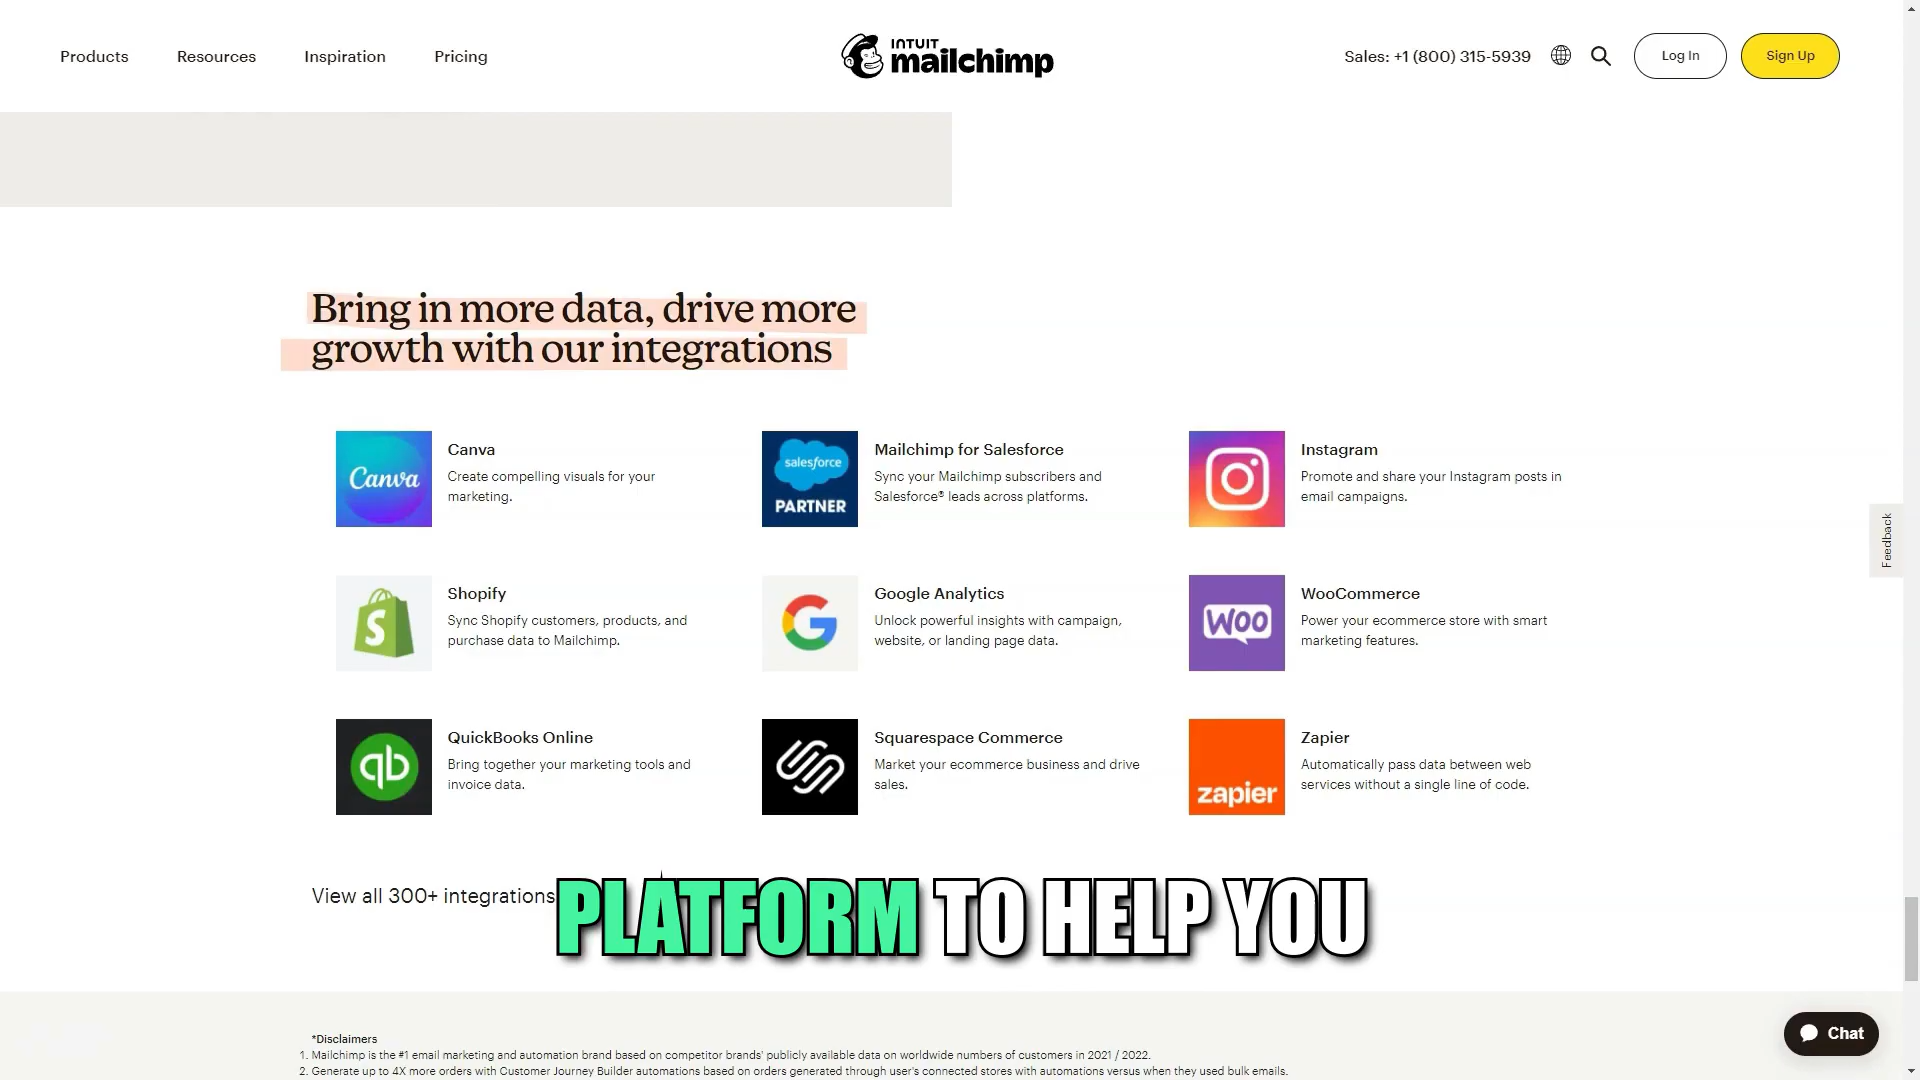 Products Resources Inspiration Pricing
INTUIT
mailchimp
Sales: +1 (800) 315-5939
Log In
Sign Up
Bring in more data, drive more
growth with our integrations
Canva
Canva
Create compelling visuals for your
marketing.
salesforce
PARTNER
Mailchimp for Salesforce
Sync your Mailchimp subscribers and
Salesforce® leads across platforms.
Instagram
Promote and share your Instagram posts in
email campaigns.
Feedback
S
Shopify
Sync Shopify customers, products, and
purchase data to Mailchimp.
G
Google Analytics
Unlock powerful insights with campaign,
website, or landing page data.
WOO
WooCommerce
Power your ecommerce store with smart
marketing features.
qb
QuickBooks Online
Bring together your marketing tools and
invoice data.
Squarespace Commerce
Market your ecommerce business and drive
sales.
zapier
Zapier
Automatically pass data between web
services without a single line of code.
View all 300+ integrations
PLATFORM TO HELP YOU
*Disclaimers
1. Mailchimp is the #1 email marketing and automation brand based on competitor brands' publicly available data on worldwide numbers of customers in 2021 / 2022.
2. Generate up to 4X more orders with Customer Journey Builder automations based on orders generated through user's connected stores with automations versus when they used bulk emails.
Chat